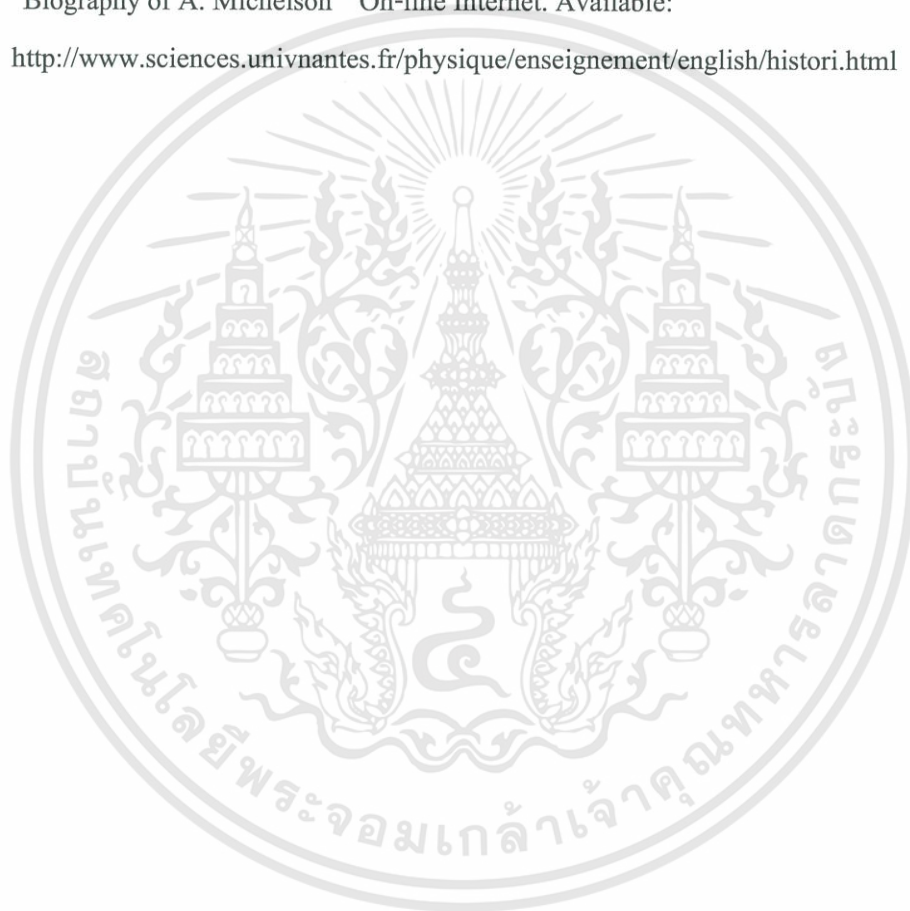 Biography of A. Michelson On-line Internet. Available:
http://www.sciences.univnantes.fr/physique/enseignement/english/histori.html
สถาบันเทคโนโลยีพระจอมเกล้าเจ้าคุณทหารลาดกระบัง
๔